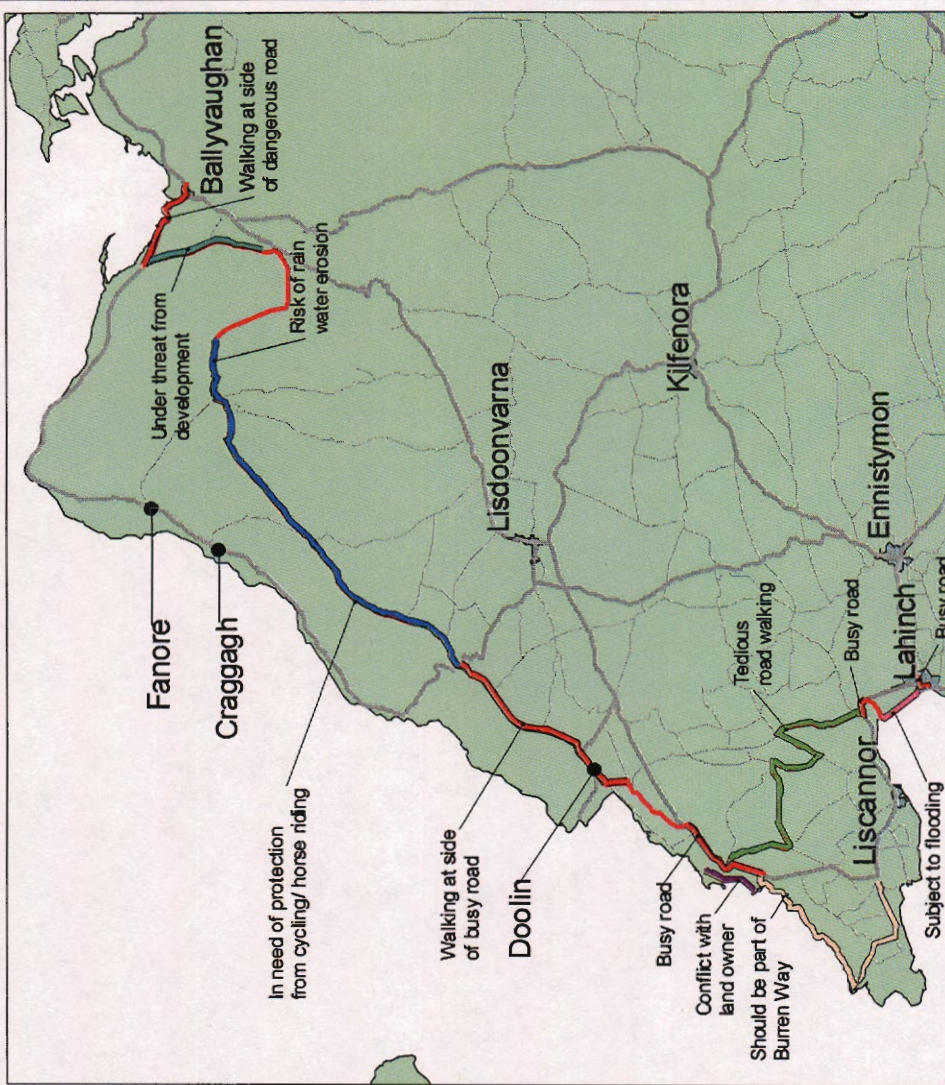 Ballyvaughan
Walking at side
of dangerous road
Under threat from
development
Risk of rain
water erosion
Fanore
Craggagh
In need of protection
from cycling/ horse riding
Lisdoonvarna
Kilfenora
Walking at side
of busy road
Doolin
Ennistymon
Tedious
road walking
Busy road
Lahinch
Busy road
Busy road
Conflict with
land owner
Should be part of
Burren Way
Liscannor
Subject to flooding